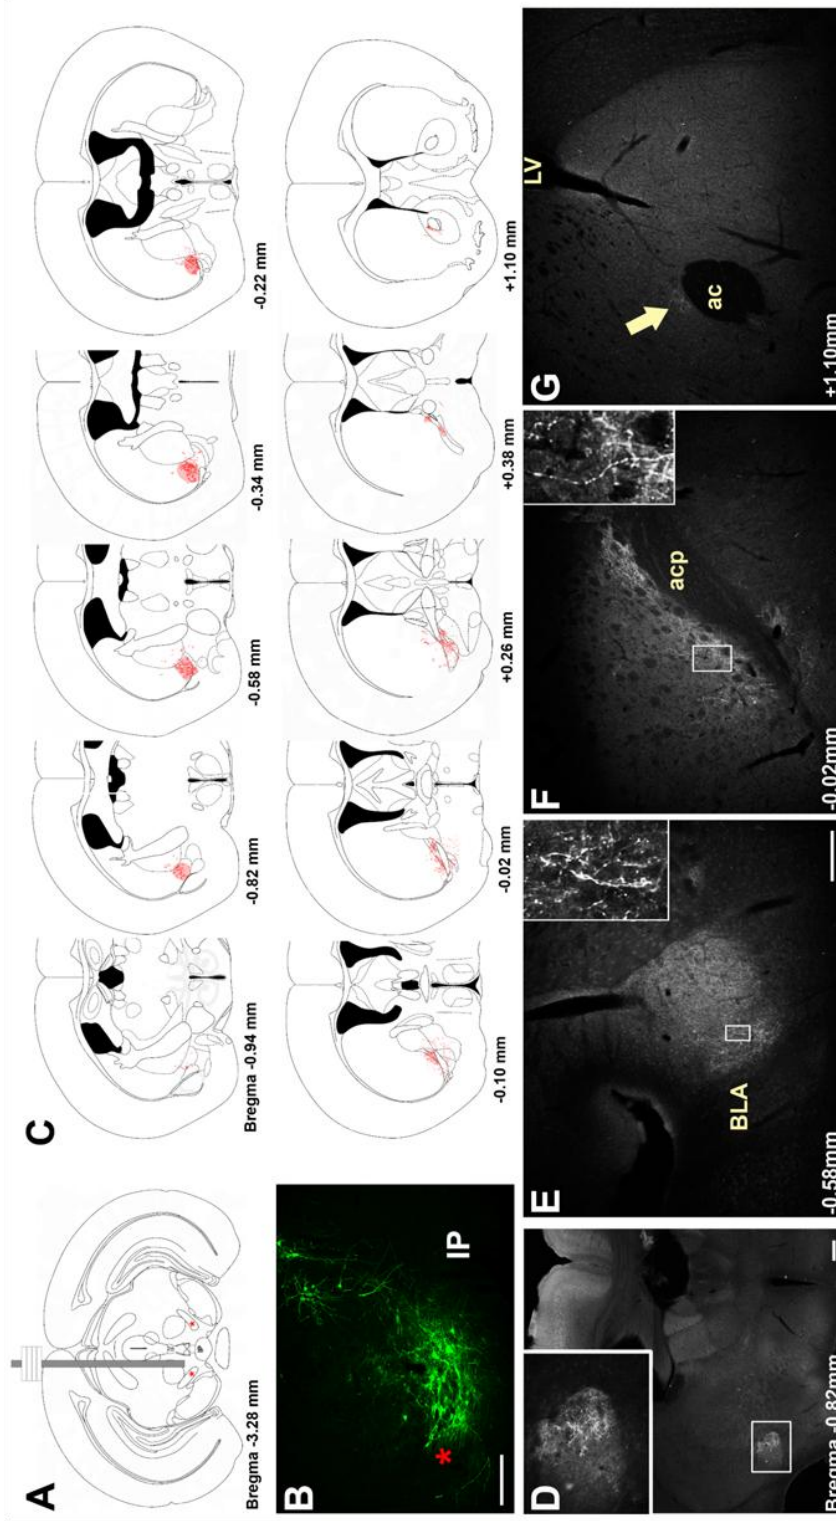 A
Bregma -3.28 mm
B
*
IP
C
Bregma -0.94 mm
-0.82 mm
-0.58 mm
-0.34 mm
-0.22 mm
-0.10 mm
-0.02 mm
+0.26 mm
+0.38 mm
+1.10 mm
D
Bregma -0.82mm
E
BLA
-0.58mm
F
acp
-0.02mm
G
LV
ac
+1.10mm